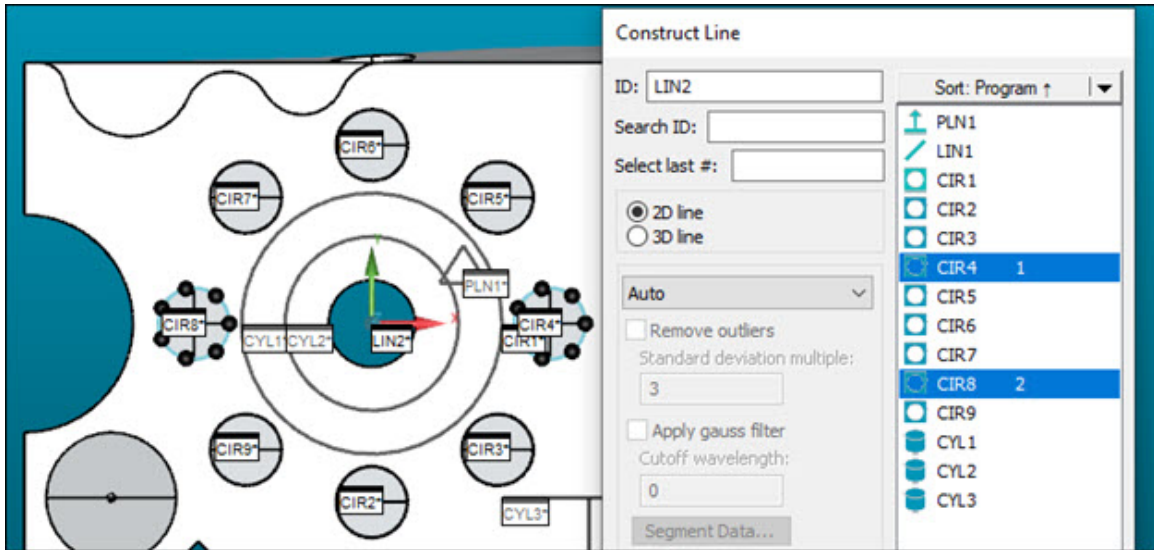 Construct Line
ID: LIN2
Search ID:
Select last #:
2D line
3D line
Auto
Remove outliers
Standard deviation multiple:
3
Apply gauss filter
Cutoff wavelength:
0
Segment Data...
Sort: Program ↑
PLN1
LIN1
CIR1
CIR2
CIR3
CIR4 1
CIR5
CIR6
CIR7
CIR8 2
CIR9
CYL1
CYL2
CYL3
CIR6*
CIR7*
CIR5*
Y
PLN1*
CIR8*
X
CIR4*
CYL1*
CYL2*
LIN2*
CIR1*
CIR9*
CIR3*
CIR2*
CYL3*